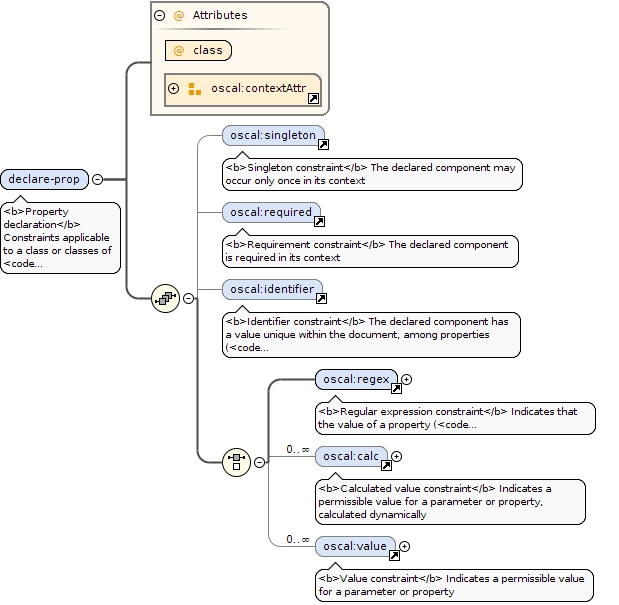 Attributes
@ class
oscal:contextAttr
oscal:singleton
<b>Singleton constraint</b> The declared component may
occur only once in its context
declare-prop
<b>Property
declaration</b>
Constraints applicable
to a class or classes of
<code...
oscal:required
<b>Requirement constraint</b> The declared component
is required in its context
oscal:identifier
<b>Identifier constraint</b> The declared component has
a value unique within the document, among properties
(<code...
oscal:regex
<b>Regular expression constraint</b> Indicates that
the value of a property (<code...
0..∞
oscal:calc
<b>Calculated value constraint</b> Indicates a
permissible value for a parameter or property,
calculated dynamically
0..∞
oscal:value
<b>Value constraint</b> Indicates a permissible value
for a parameter or property